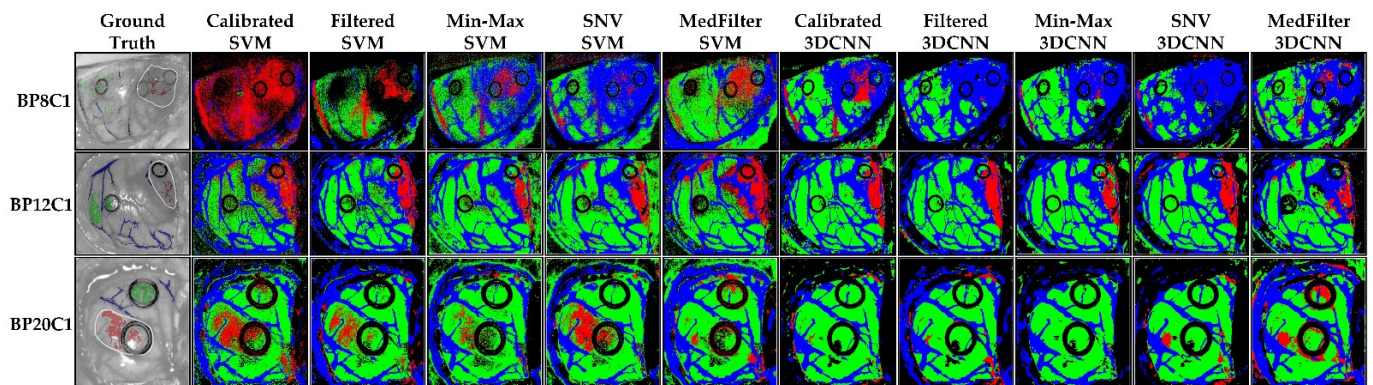 Ground Truth
Calibrated SVM
Filtered SVM
Min-Max SVM
SNV SVM
MedFilter SVM
Calibrated 3DCNN
Filtered 3DCNN
Min-Max 3DCNN
SNV 3DCNN
MedFilter 3DCNN
BP8C1
BP12C1
BP20C1